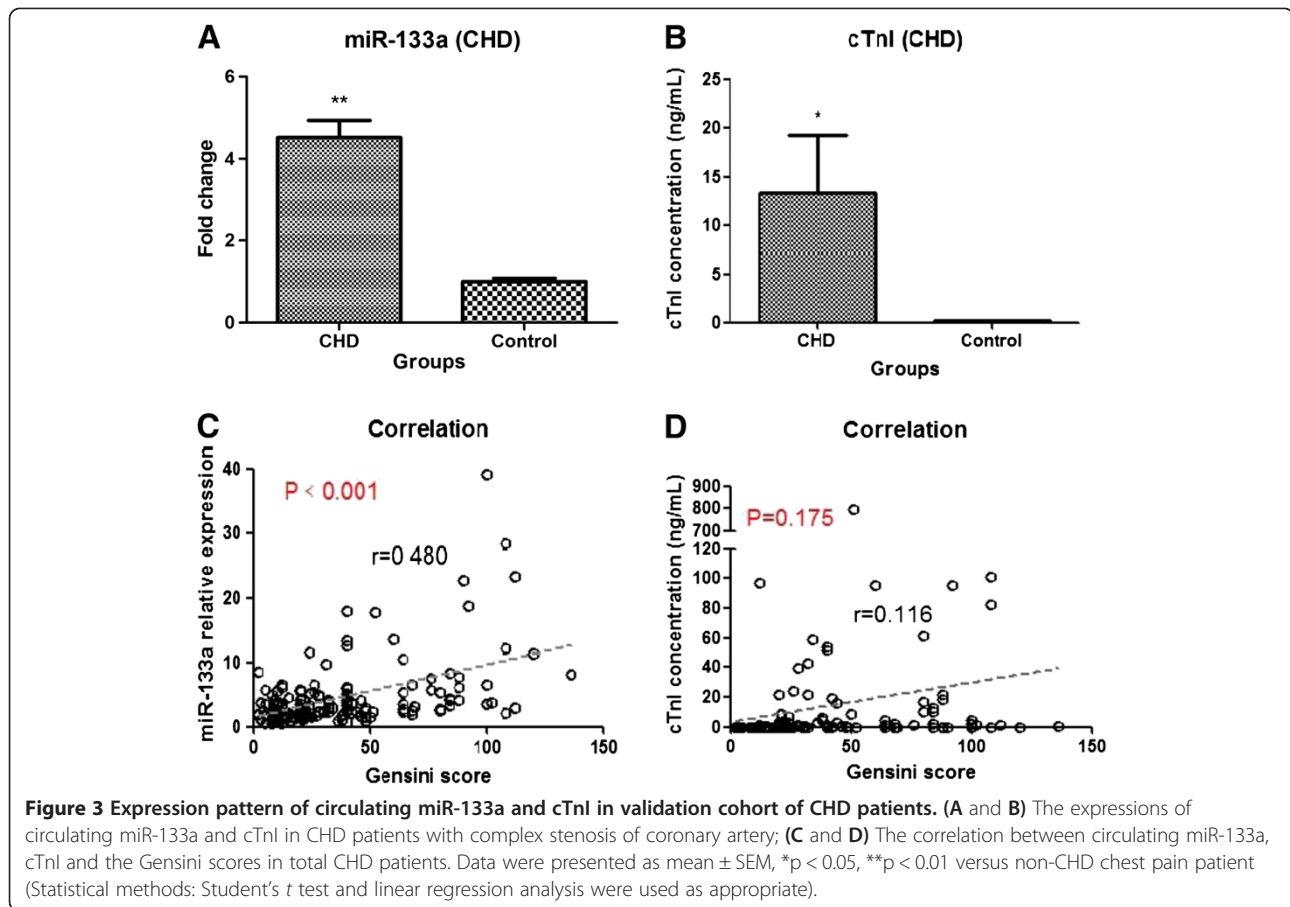 A
miR-133a (CHD)
6
4
2
0
Fold change
**
CHD
Control
Groups
B
cTnI (CHD)
25
20
15
10
5
0
cTnI concentration (ng/mL)
*
CHD
Control
Groups
C
Correlation
40
30
20
10
0
miR-133a relative expression
P < 0.001
r=0 480
0
50
100
150
Gensini score
D
Correlation
900
800
700
120
100
80
60
40
20
0
cTnI concentration (ng/mL)
P=0.175
r=0.116
0
50
100
150
Gensini score
Figure 3 Expression pattern of circulating miR-133a and cTnI in validation cohort of CHD patients. (A and B) The expressions of
circulating miR-133a and cTnI in CHD patients with complex stenosis of coronary artery; (C and D) The correlation between circulating miR-133a,
cTnI and the Gensini scores in total CHD patients. Data were presented as mean ± SEM, *p < 0.05, **p < 0.01 versus non-CHD chest pain patient
(Statistical methods: Student's t test and linear regression analysis were used as appropriate).